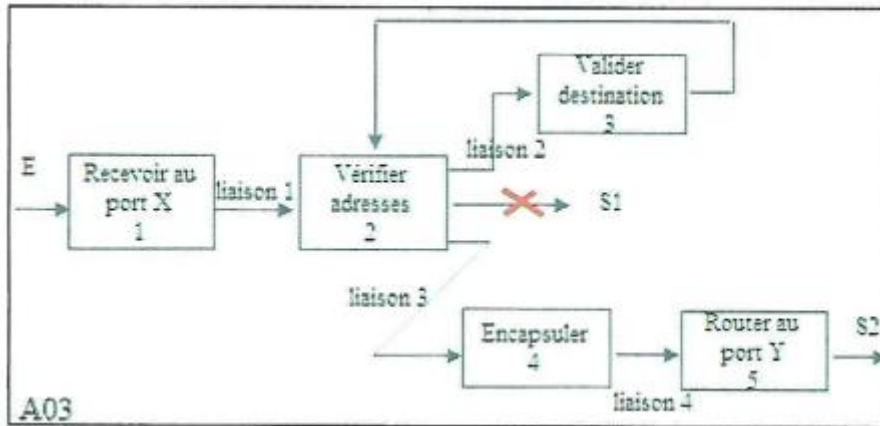 Valider
destination
3
liaison 2
E
Recevoir au
port X
1
liaison 1
Vérifier
adresses
2
S1
liaison 3
Encapsuler
4
liaison 4
Router au
port Y
5
S2
A03